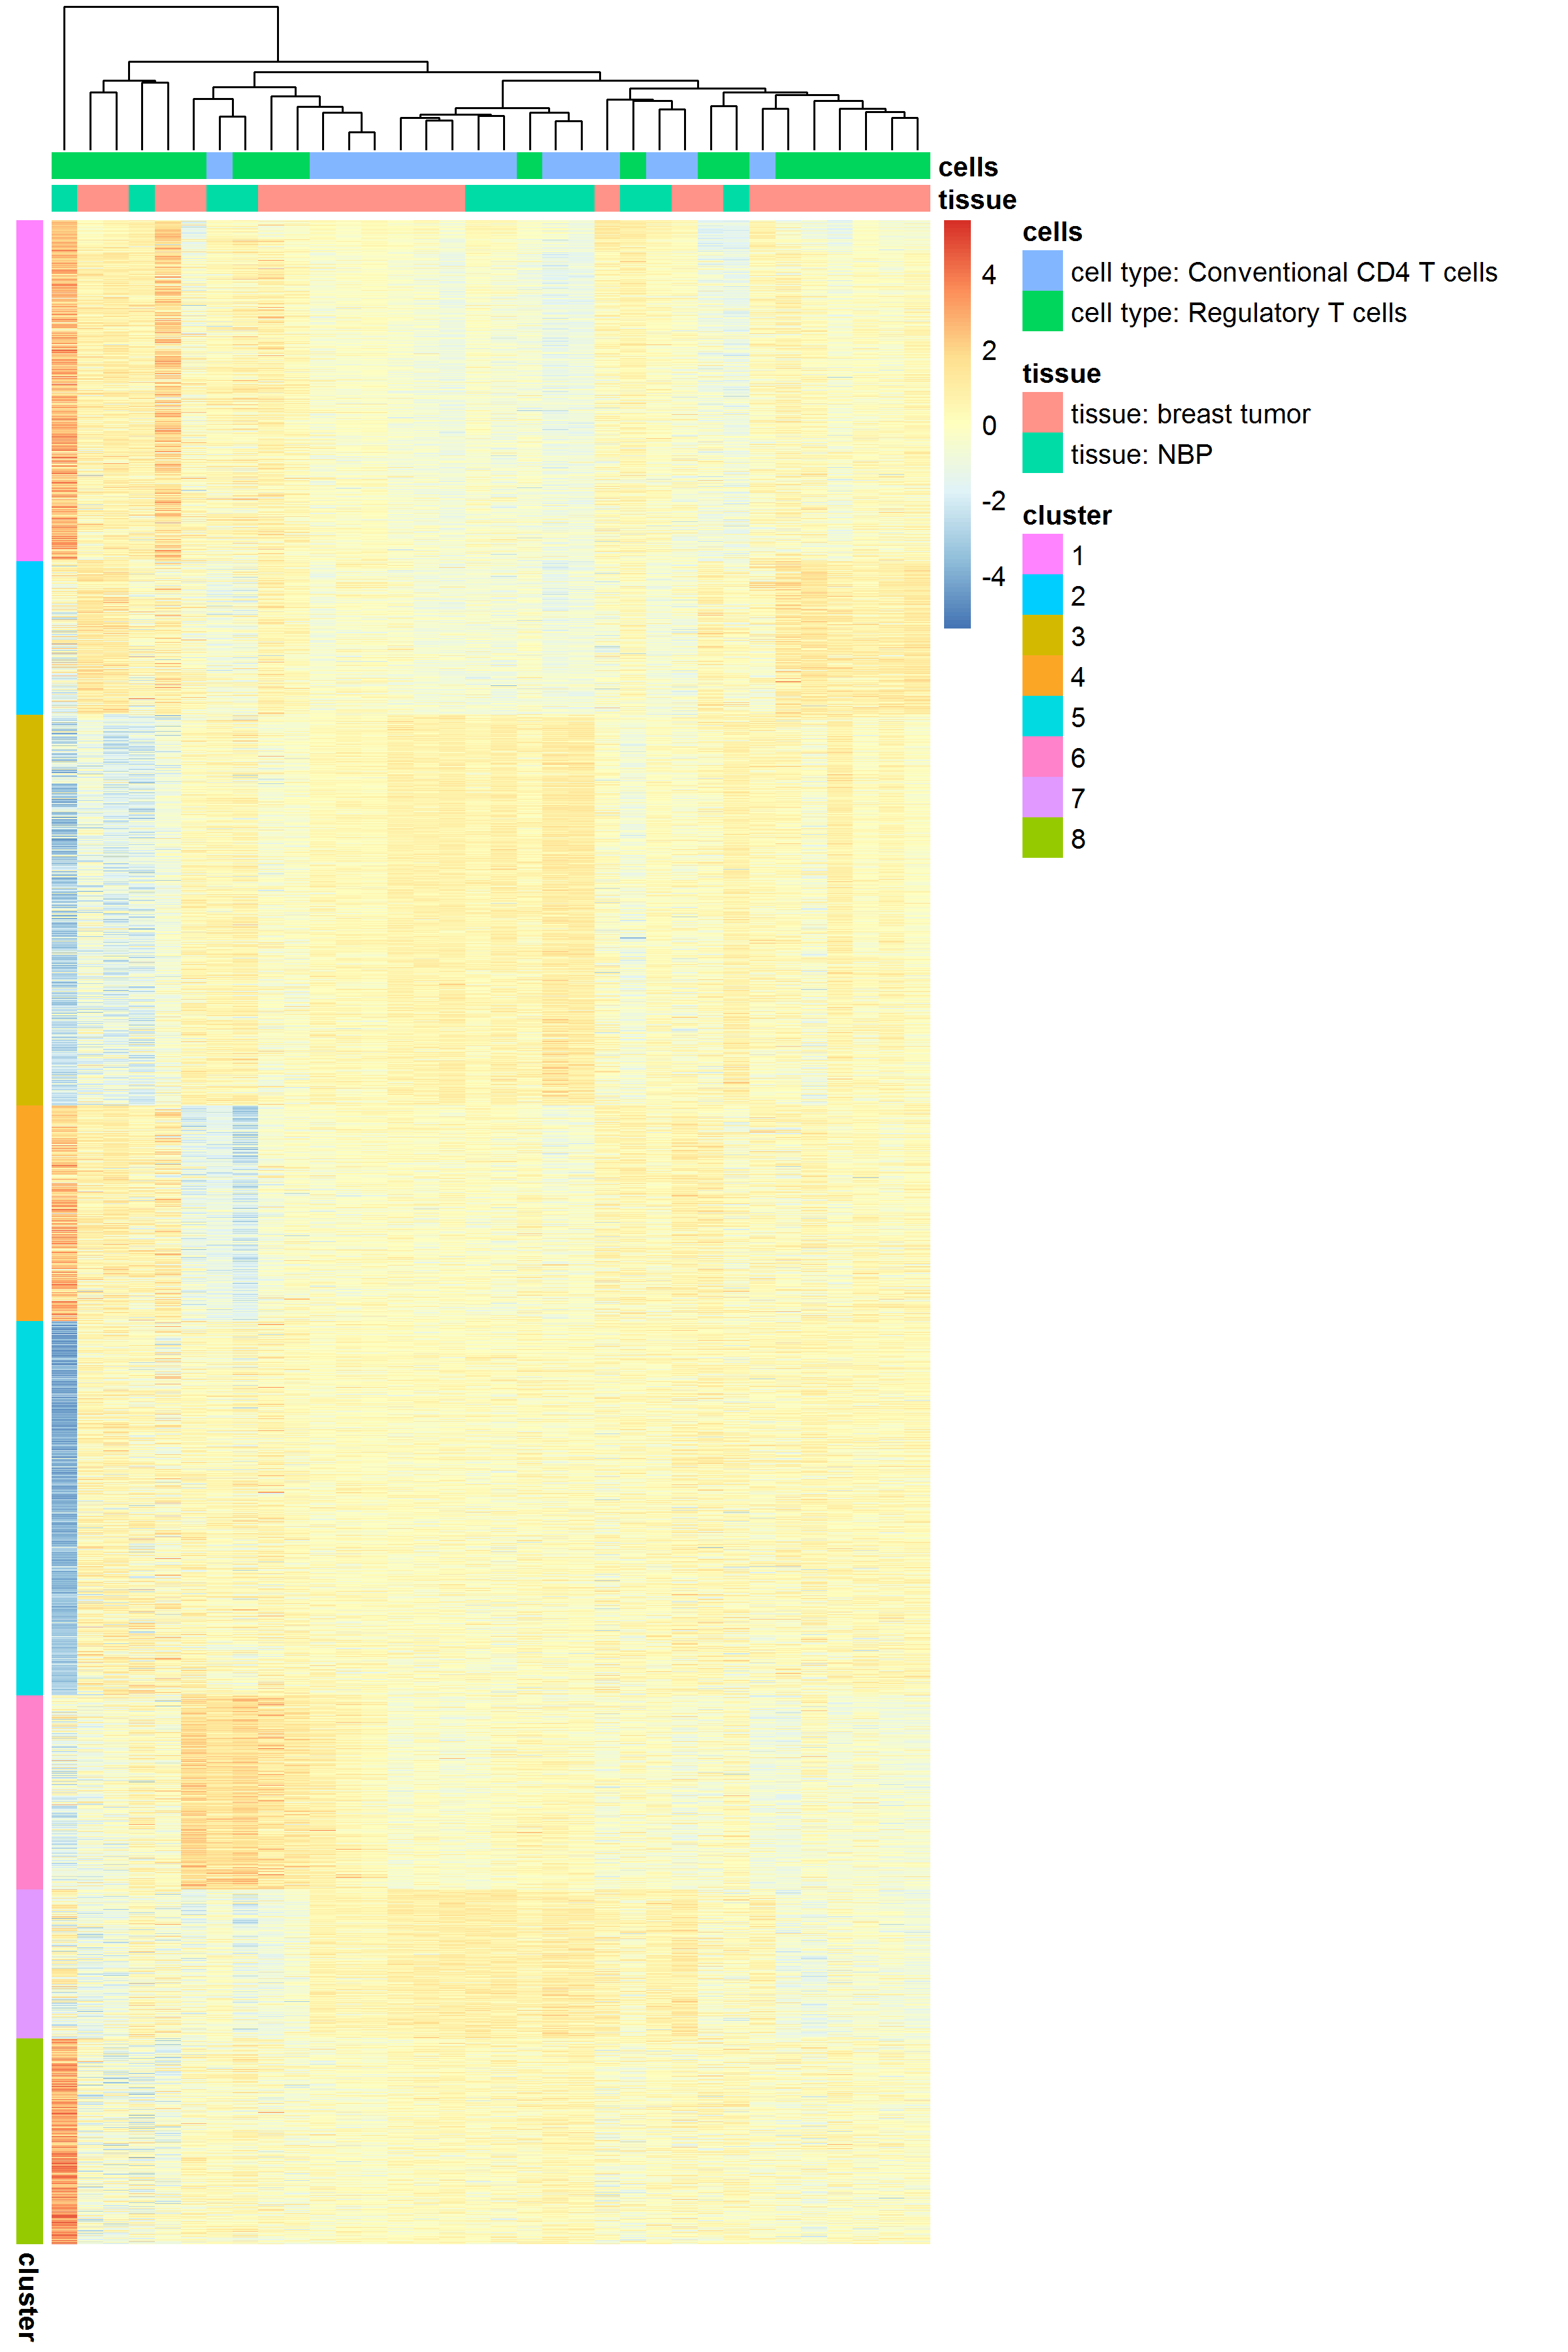 cells
tissue
4
2
0
-2
-4
cells
cell type: Conventional CD4 T cells
cell type: Regulatory T cells
tissue
tissue: breast tumor
tissue: NBP
cluster
1
2
3
4
5
6
7
8
cluster